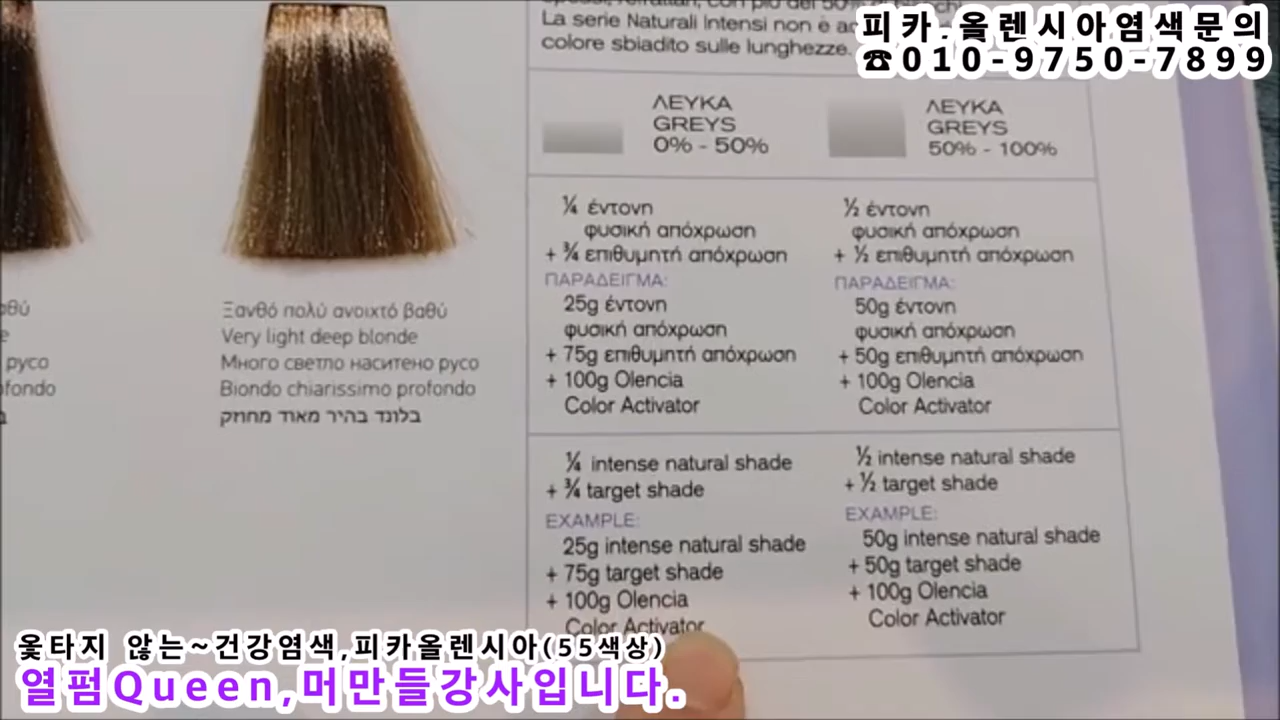 피카.올렌시아염색문의
☎010-9750-7899
La serie Naturali Intensi non è
colore sbiadito sulle lunghezze.
ΛΕΥΚΑ
GREYS
0% - 50%
ΛΕΥΚΑ
GREYS
50% - 100%
¼ έντονη
φυσική απόχρωση
+ ¾ επιθυμητή απόχρωση
ΠΑΡΑΔΕΙΓΜΑ:
25g έντονη
φυσική απόχρωση
+ 75g επιθυμητή απόχρωση
+ 100g Olencia
Color Activator
½ έντονη
φυσική απόχρωση
+ ½ επιθυμητή απόχρωση
ΠΑΡΑΔΕΙΓΜΑ:
50g έντονη
φυσική απόχρωση
+ 50g επιθυμητή απόχρωση
+ 100g Olencia
Color Activator
Ξανθό πολύ ανοιχτό βαθύ
Very light deep blonde
Много светло наситено русо
Biondo chiarissimo profondo
בלונד בהיר מאוד מחוזק
русо
¼ intense natural shade
+ ¾ target shade
EXAMPLE:
25g intense natural shade
+ 75g target shade
+ 100g Olencia
Color Activator
½ intense natural shade
+ ½ target shade
EXAMPLE:
50g intense natural shade
+ 50g target shade
+ 100g Olencia
Color Activator
옻타지 않는~건강염색,피카올렌시아(55색상)
열펌Queen,머만들강사입니다.